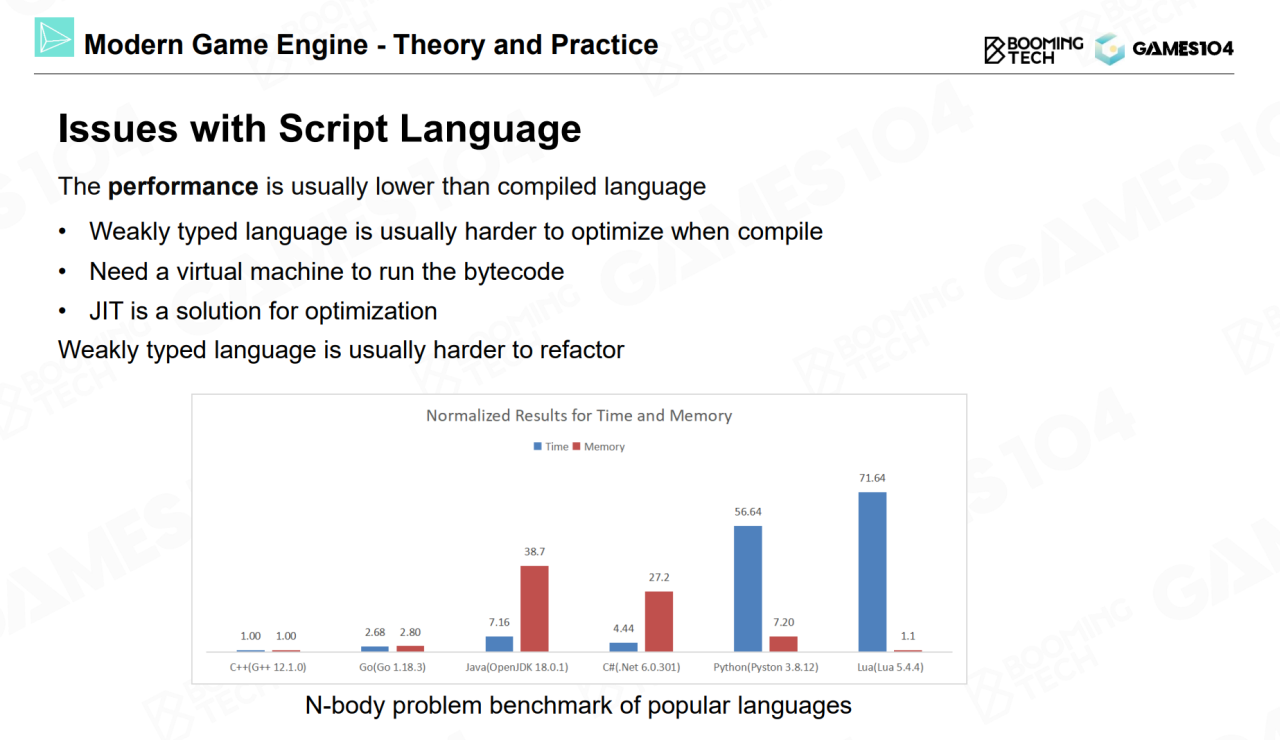 Modern Game Engine - Theory and Practice
BOOMING
TECH
GAMES104
Issues with Script Language
The performance is usually lower than compiled language
• Weakly typed language is usually harder to optimize when compile
• Need a virtual machine to run the bytecode
• JIT is a solution for optimization
Weakly typed language is usually harder to refactor
Normalized Results for Time and Memory
Time Memory
71.64
56.64
38.7
27.2
7.16
4.44
7.20
1.00 1.00
2.68 2.80
1.1
C++(G++ 12.1.0) Go(Go 1.18.3) Java(OpenJDK 18.0.1) C#(.Net 6.0.301) Python(Pyston 3.8.12) Lua(Lua 5.4.4)
N-body problem benchmark of popular languages